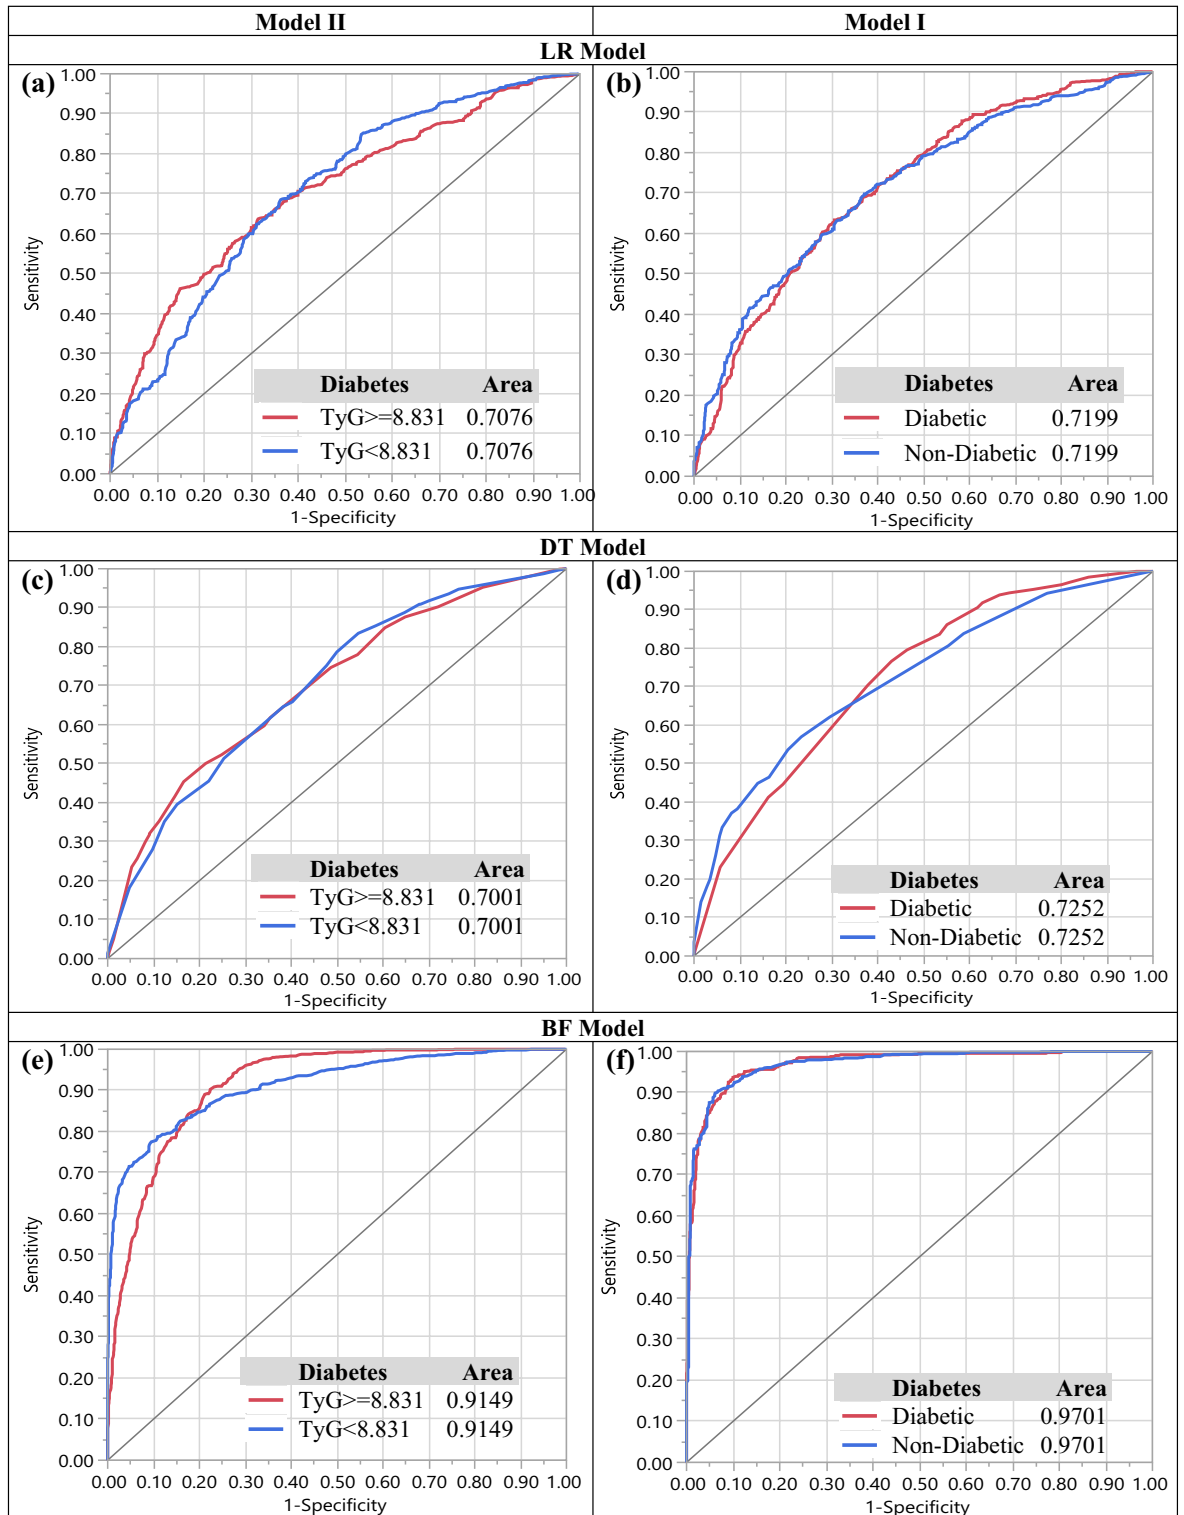 Model II Model I
LR Model
(a) (b)
1.00
0.90
0.80
0.70
0.60
0.50
0.40
0.30
0.20
0.10
0.00
Sensitivity
Diabetes Area
TyG>=8.831 0.7076
TyG<8.831 0.7076
0.00 0.10 0.20 0.30 0.40 0.50 0.60 0.70 0.80 0.90 1.00
1-Specificity
1.00
0.90
0.80
0.70
0.60
0.50
0.40
0.30
0.20
0.10
0.00
Sensitivity
Diabetes Area
Diabetic 0.7199
Non-Diabetic 0.7199
0.00 0.10 0.20 0.30 0.40 0.50 0.60 0.70 0.80 0.90 1.00
1-Specificity
DT Model
(c) (d)
1.00
0.90
0.80
0.70
0.60
0.50
0.40
0.30
0.20
0.10
0.00
Sensitivity
Diabetes Area
TyG>=8.831 0.7001
TyG<8.831 0.7001
0.00 0.10 0.20 0.30 0.40 0.50 0.60 0.70 0.80 0.90 1.00
1-Specificity
1.00
0.90
0.80
0.70
0.60
0.50
0.40
0.30
0.20
0.10
0.00
Sensitivity
Diabetes Area
Diabetic 0.7252
Non-Diabetic 0.7252
0.00 0.10 0.20 0.30 0.40 0.50 0.60 0.70 0.80 0.90 1.00
1-Specificity
BF Model
(e) (f)
1.00
0.90
0.80
0.70
0.60
0.50
0.40
0.30
0.20
0.10
0.00
Sensitivity
Diabetes Area
TyG>=8.831 0.9149
TyG<8.831 0.9149
0.00 0.10 0.20 0.30 0.40 0.50 0.60 0.70 0.80 0.90 1.00
1-Specificity
1.00
0.90
0.80
0.70
0.60
0.50
0.40
0.30
0.20
0.10
0.00
Sensitivity
Diabetes Area
Diabetic 0.9701
Non-Diabetic 0.9701
0.00 0.10 0.20 0.30 0.40 0.50 0.60 0.70 0.80 0.90 1.00
1-Specificity